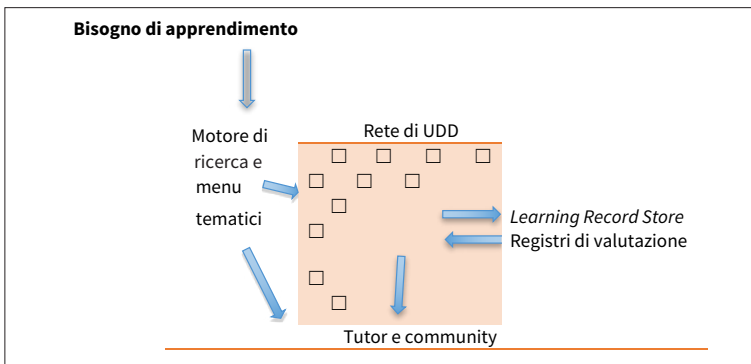 Bisogno di apprendimento
Motore di
ricerca e
menu
tematici
Rete di UDD
Learning Record Store
Registri di valutazione
Tutor e community